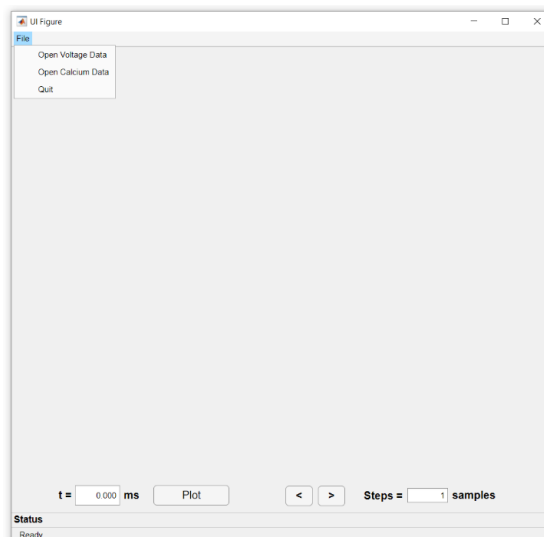 UI Figure
File
Open Voltage Data
Open Calcium Data
Quit
t = 0.000 ms Plot < > Steps = 1 samples
Status
Ready